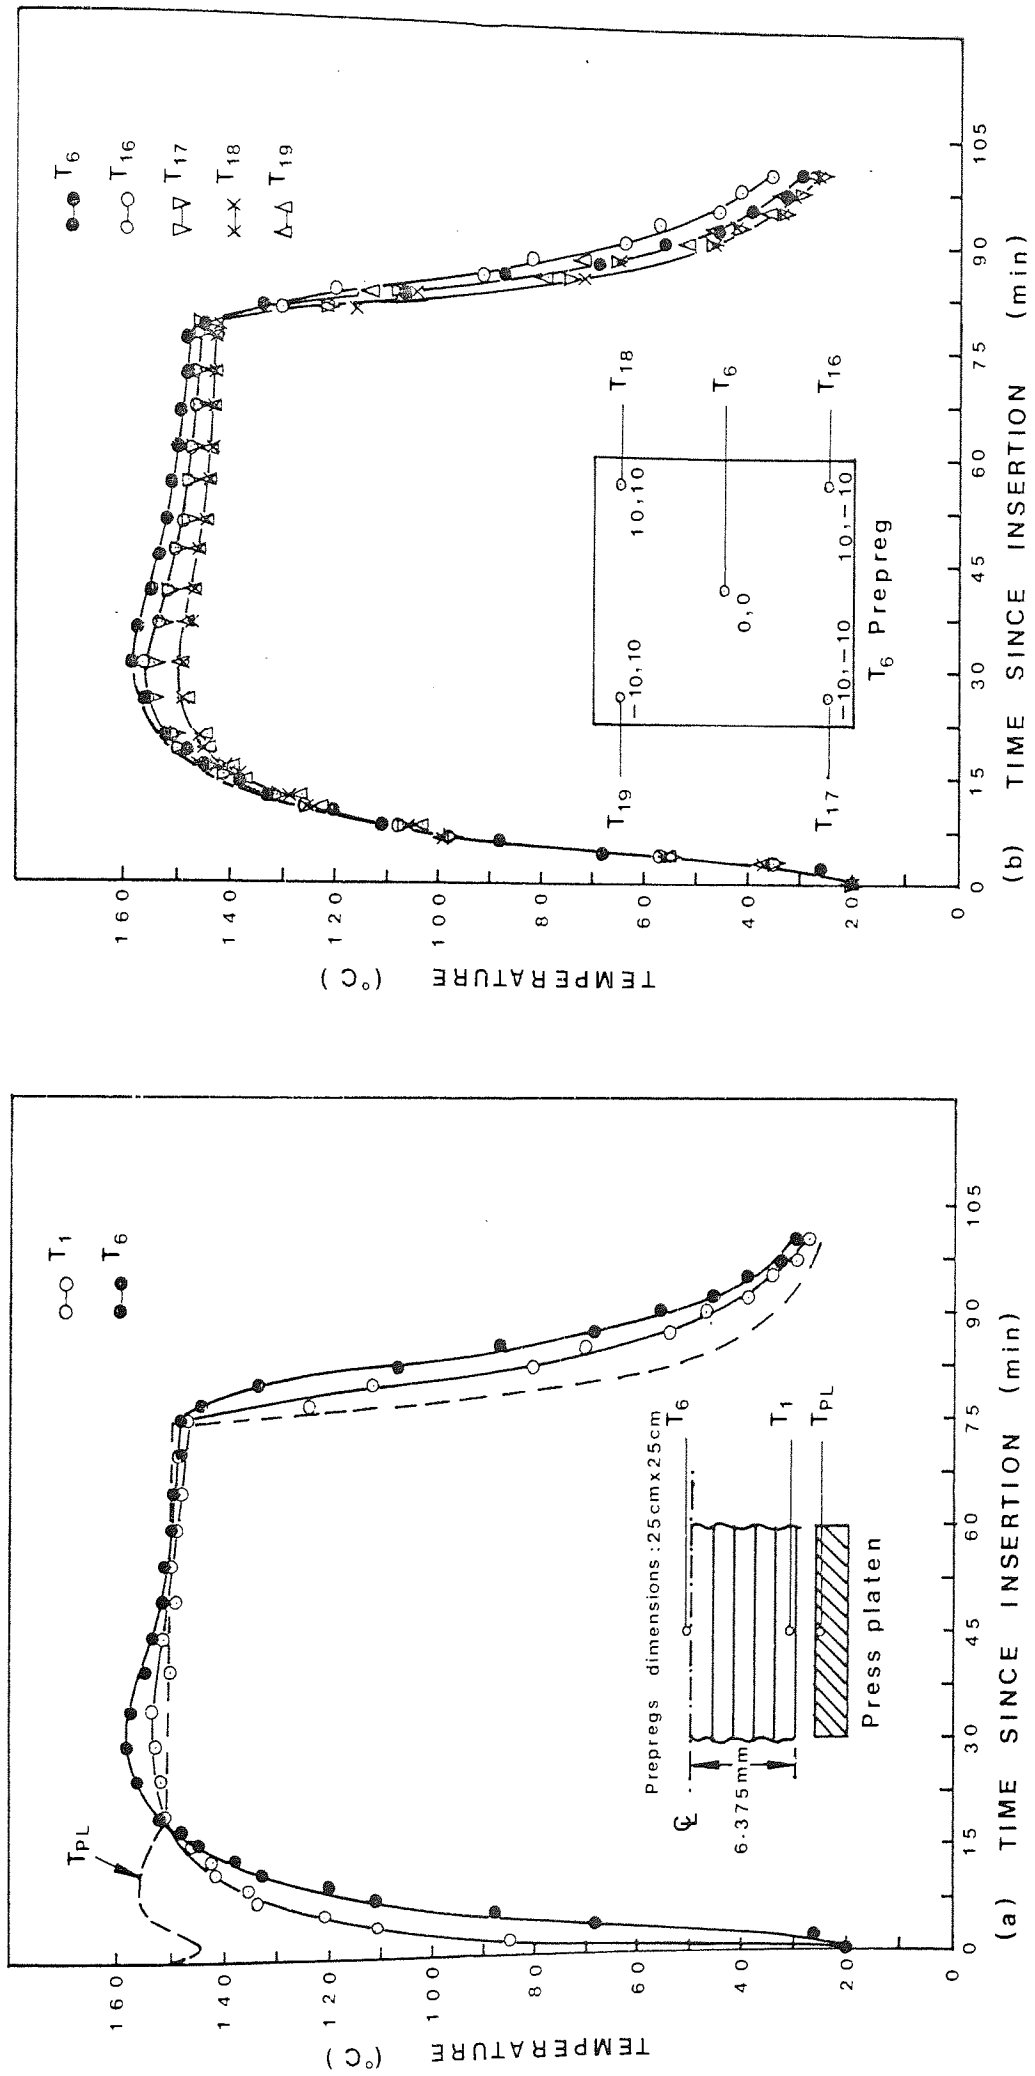 T1
T6
TPL
TEMPERATURE (°C)
160
140
120
100
80
60
40
20
0
0 15 30 45 60 75 90 105
(a) TIME SINCE INSERTION (min)
Prepregs dimensions : 25cm x 25cm
℄
6.375mm
T6
T1
TPL
Press platen
T6
T16
T17
T18
T19
TEMPERATURE (°C)
160
140
120
100
80
60
40
20
0
0 15 30 45 60 75 90 105
(b) TIME SINCE INSERTION (min)
T19
-10,10
10,10
T18
0,0
T6
T17
-10,-10
10,-10
T16
T6 Prepreg